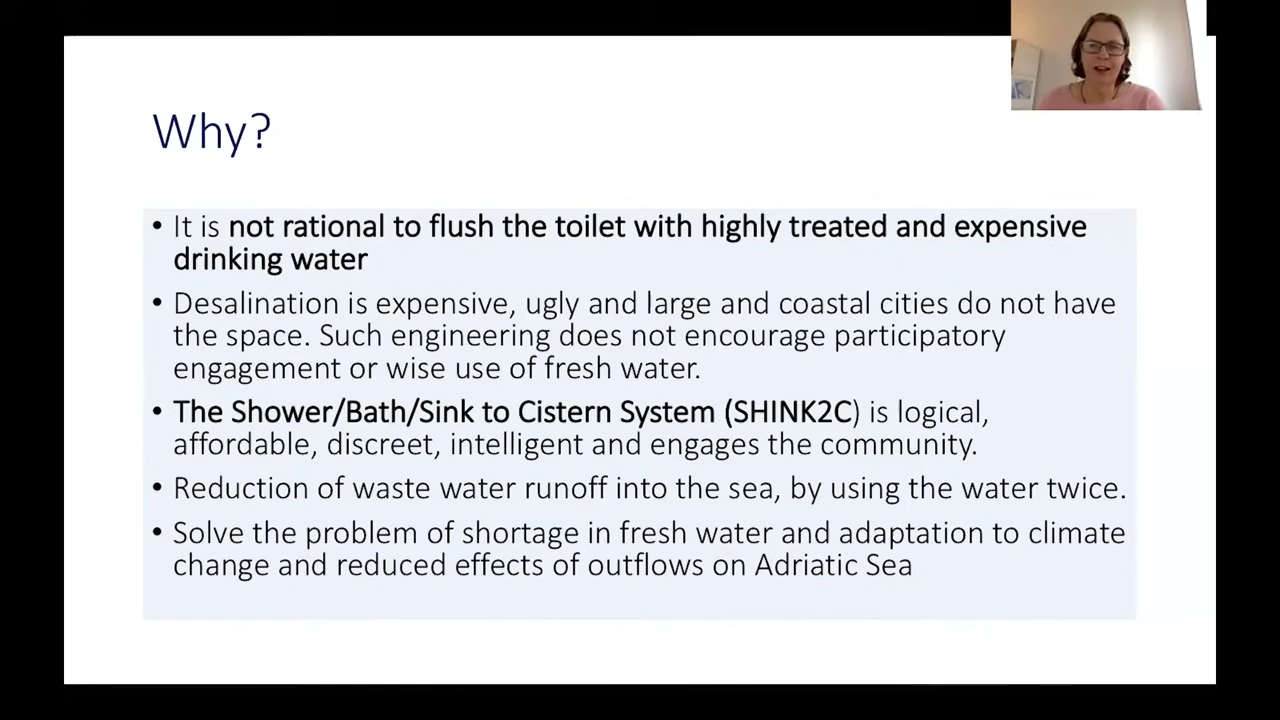 Why?
• It is not rational to flush the toilet with highly treated and expensive
drinking water
• Desalination is expensive, ugly and large and coastal cities do not have
the space. Such engineering does not encourage participatory
engagement or wise use of fresh water.
• The Shower/Bath/Sink to Cistern System (SHINK2C) is logical,
affordable, discreet, intelligent and engages the community.
• Reduction of waste water runoff into the sea, by using the water twice.
• Solve the problem of shortage in fresh water and adaptation to climate
change and reduced effects of outflows on Adriatic Sea